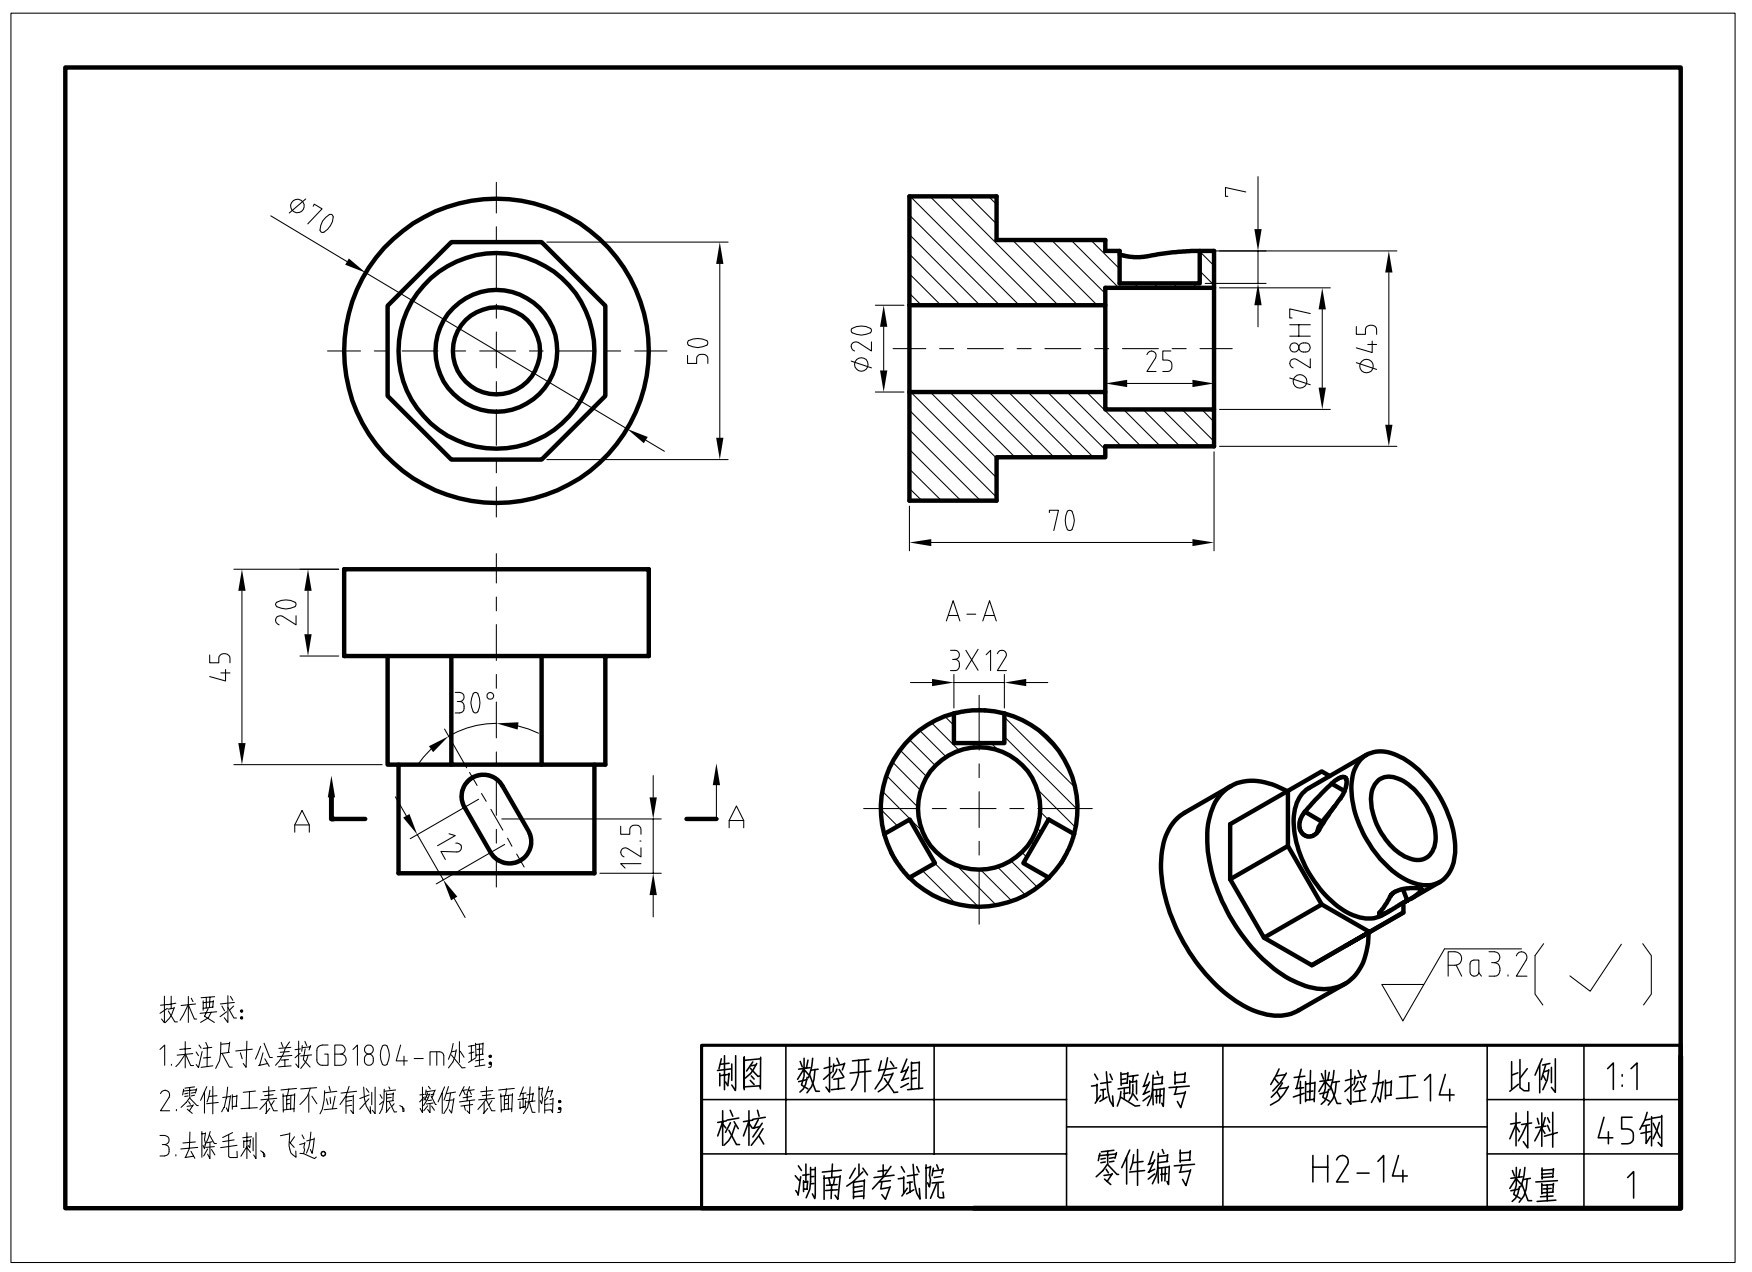 ϕ70
50
7
ϕ20
25
ϕ28H7
ϕ45
70
20
45
30°
A
A
12
12.5
A-A
3X12
Ra3.2( )
技术要求:
1.未注尺寸公差按GB1804-m处理;
2.零件加工表面不应有划痕、擦伤等表面缺陷;
3.去除毛刺、飞边。
制图 数控开发组 试题编号 多轴数控加工14 比例 1:1
校核 材料 45钢
湖南省考试院 零件编号 H2-14 数量 1